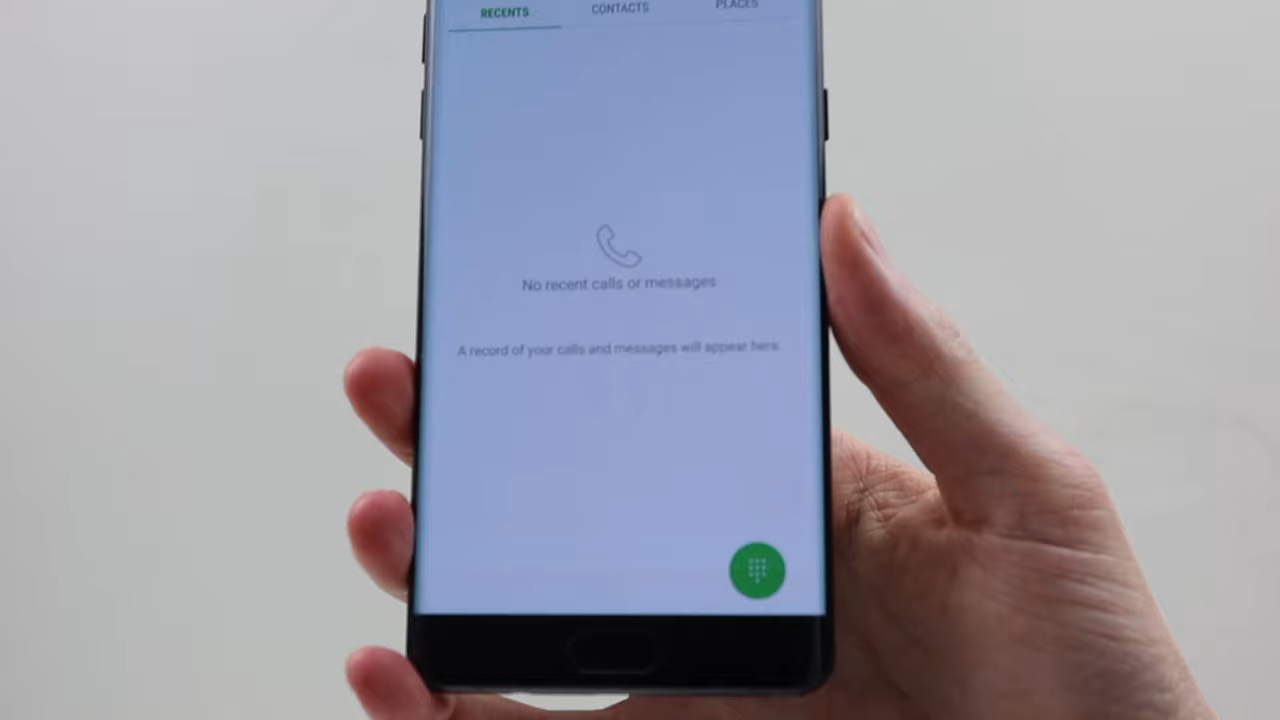 RECENTS CONTACTS PLACES
No recent calls or messages
A record of your calls and messages will appear here.